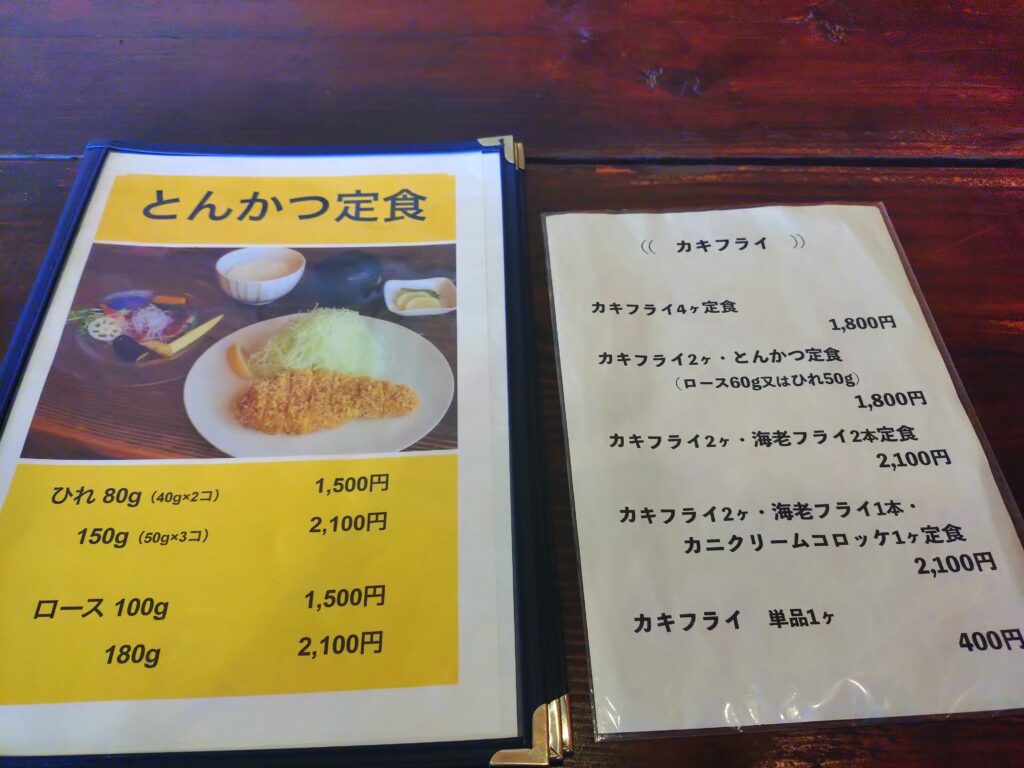 とんかつ定食
ひれ 80g (40g×2コ) 1,500円
150g (50g×3コ) 2,100円
ロース 100g 1,500円
180g 2,100円
(( カキフライ ))
カキフライ4ヶ定食
1,800円
カキフライ2ヶ・とんかつ定食
(ロース60g又はひれ50g)
1,800円
カキフライ2ヶ・海老フライ2本定食
2,100円
カキフライ2ヶ・海老フライ1本・
カニクリームコロッケ1ヶ定食
2,100円
カキフライ 単品1ヶ
400円